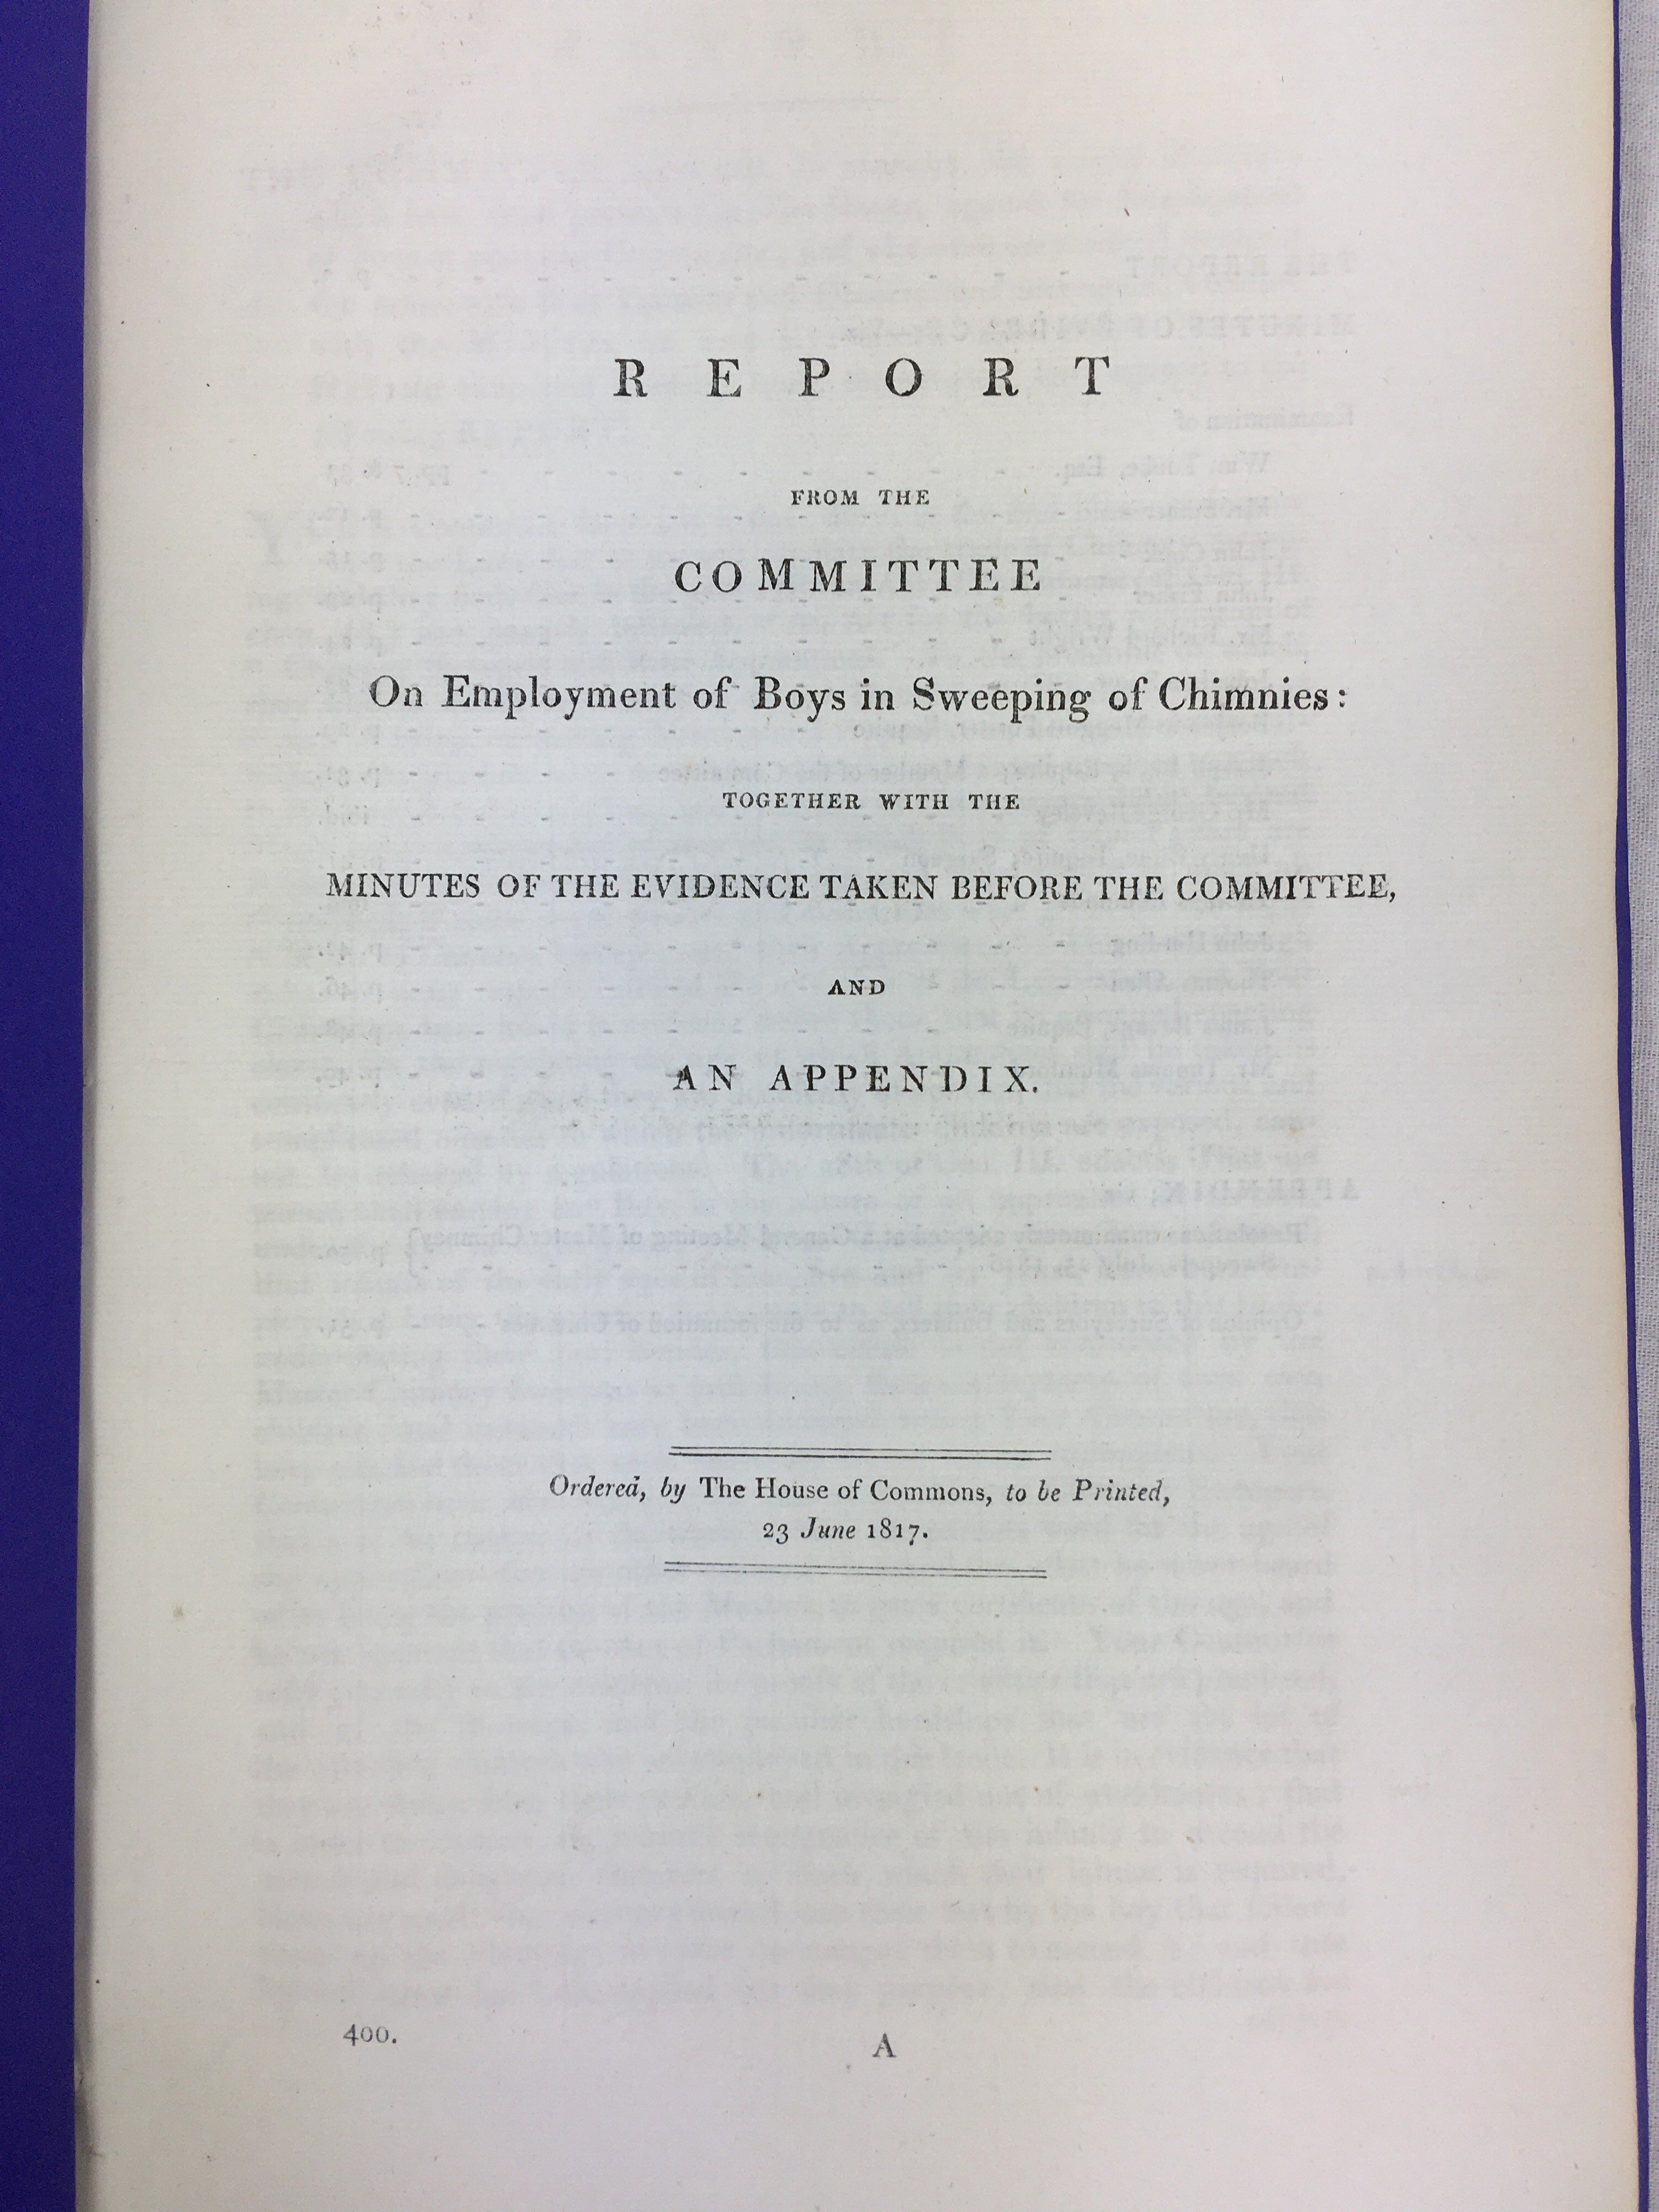 REPORT
FROM THE
COMMITTEE
On Employment of Boys in Sweeping of Chimnies:
TOGETHER WITH THE
MINUTES OF THE EVIDENCE TAKEN BEFORE THE COMMITTEE,
AND
AN APPENDIX.
Ordered, by The House of Commons, to be Printed,
23 June 1817.
400.
A